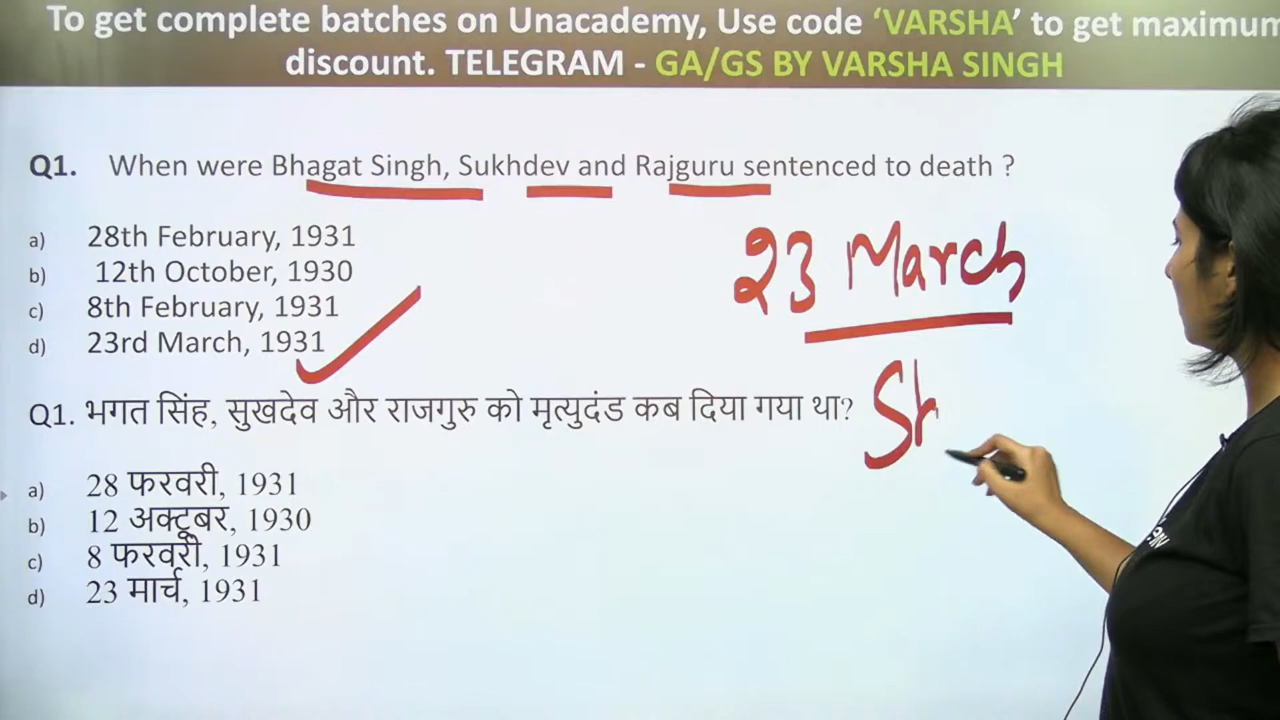 To get complete batches on Unacademy, Use code ‘VARSHA’ to get maximum
discount. TELEGRAM - GA/GS BY VARSHA SINGH
Q1. When were Bhagat Singh, Sukhdev and Rajguru sentenced to death ?
a) 28th February, 1931
b) 12th October, 1930
c) 8th February, 1931
d) 23rd March, 1931
23 March
Q1. भगत सिंह, सुखदेव और राजगुरु को मृत्युदंड कब दिया गया था?
Sh
a) 28 फरवरी, 1931
b) 12 अक्टूबर, 1930
c) 8 फरवरी, 1931
d) 23 मार्च, 1931